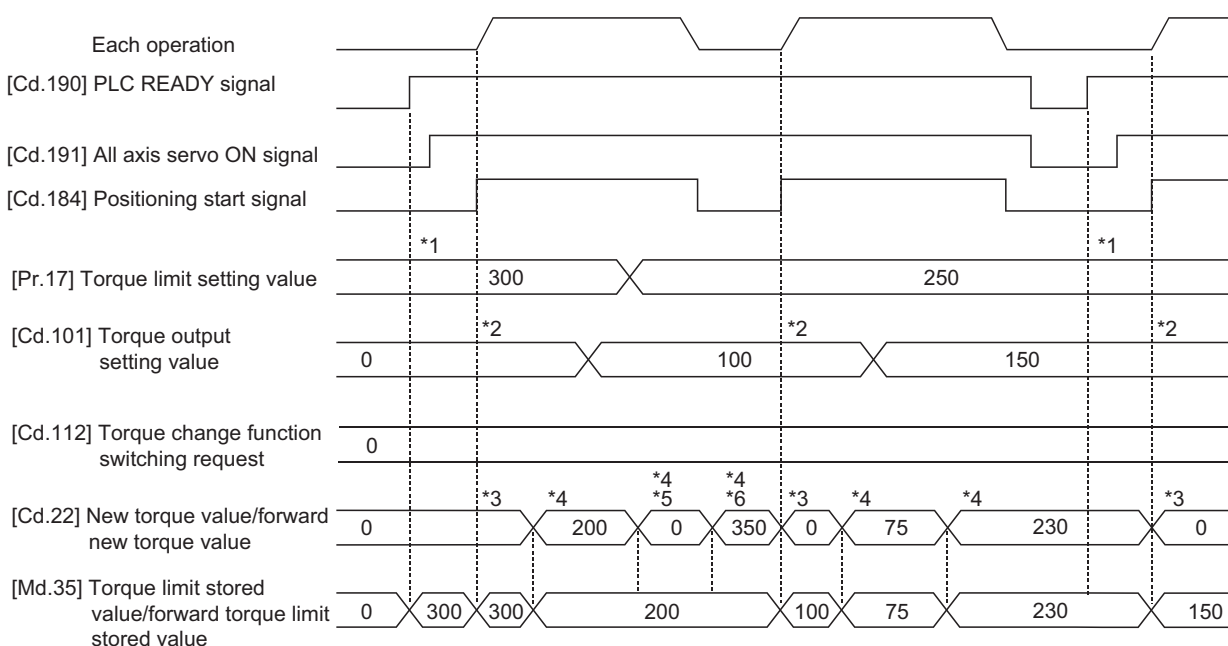 Each operation
[Cd.190] PLC READY signal
[Cd.191] All axis servo ON signal
[Cd.184] Positioning start signal
*1 *1
[Pr.17] Torque limit setting value 300 250
*2 *2 *2
[Cd.101] Torque output
setting value 0 100 150
[Cd.112] Torque change function
switching request 0
*4 *4
*3 *4 *5 *6 *3 *4 *4 *3
[Cd.22] New torque value/forward
new torque value 0 200 0 350 0 75 230 0
[Md.35] Torque limit stored
value/forward torque limit 0 300 300 200 100 75 230 150
stored value